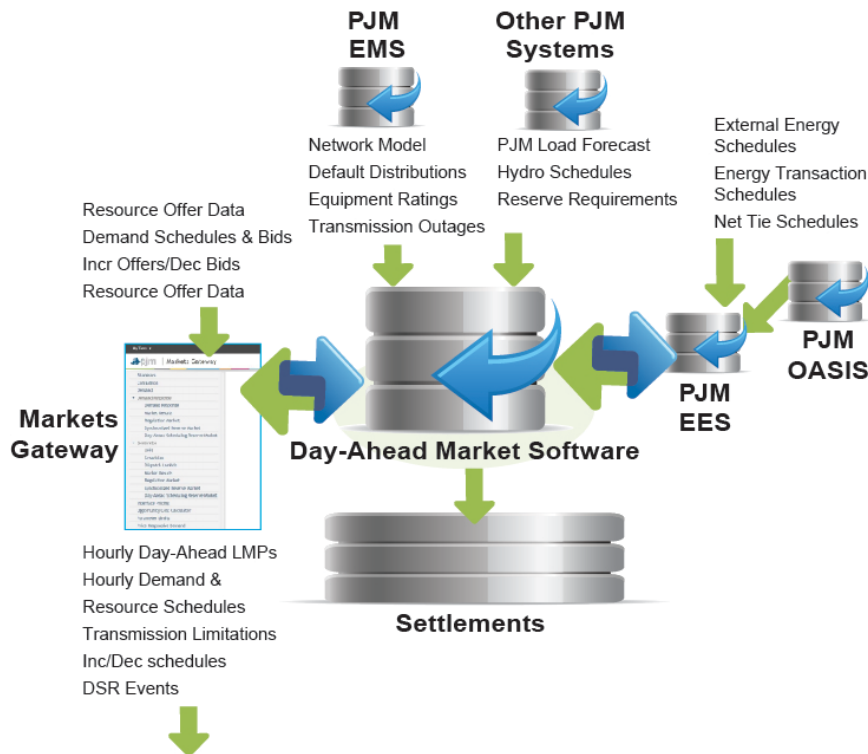 PJM
EMS
Other PJM
Systems
Network Model
Default Distributions
Equipment Ratings
Transmission Outages
PJM Load Forecast
Hydro Schedules
Reserve Requirements
External Energy
Schedules
Energy Transaction
Schedules
Net Tie Schedules
Resource Offer Data
Demand Schedules & Bids
Incr Offers/Dec Bids
Resource Offer Data
PJM
OASIS
PJM
EES
pjm Markets Gateway
Markets
Gateway
Day-Ahead Market Software
Hourly Day-Ahead LMPs
Hourly Demand &
Resource Schedules
Transmission Limitations
Inc/Dec schedules
DSR Events
Settlements